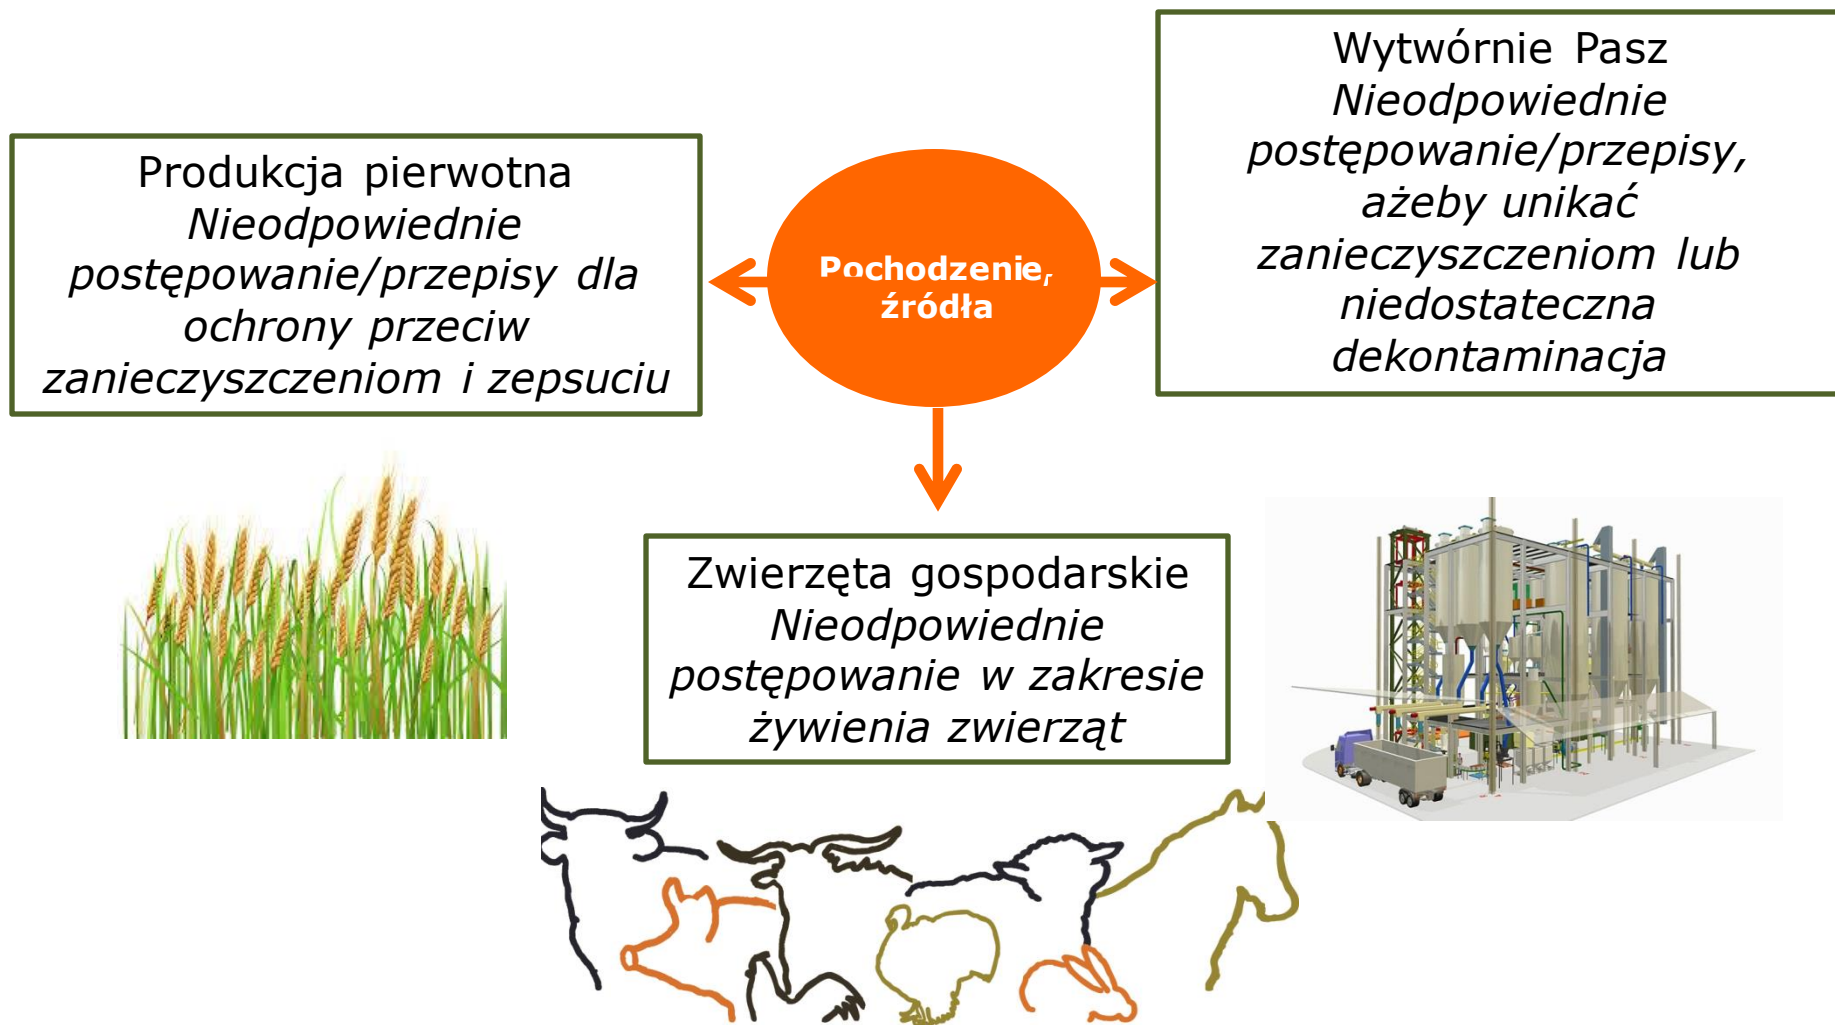 Produkcja pierwotna
Nieodpowiednie
postępowanie/przepisy dla
ochrony przeciw
zanieczyszczeniom i zepsuciu
Pochodzenie,
źródła
Wytwórnie Pasz
Nieodpowiednie
postępowanie/przepisy,
ażeby unikać
zanieczyszczeniom lub
niedostateczna
dekontaminacja
Zwierzęta gospodarskie
Nieodpowiednie
postępowanie w zakresie
żywienia zwierząt